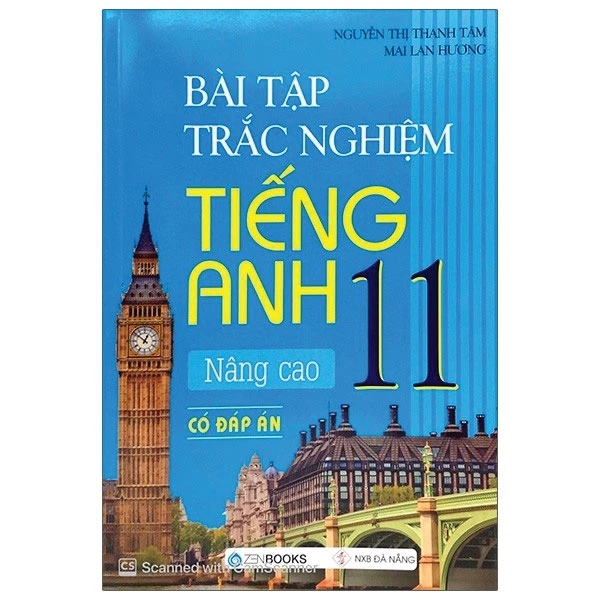 NGUYỄN THỊ THANH TÂM
MAI LAN HƯƠNG
BÀI TẬP
TRẮC NGHIỆM
TIẾNG
ANH 11
Nâng cao
CÓ ĐÁP ÁN
ZENBOOKS
NXB ĐÀ NẴNG
CS Scanned with CamScanner